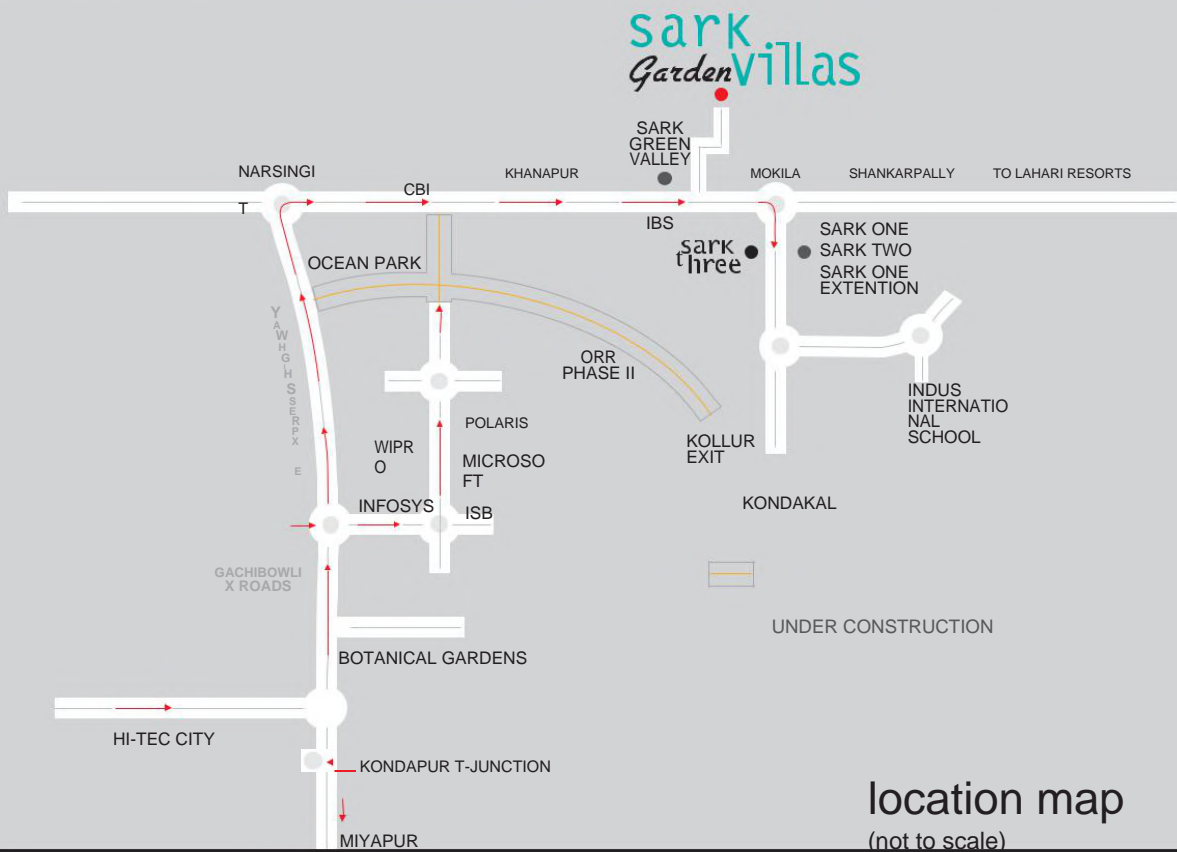 sark
Garden villas
SARK
GREEN
VALLEY
NARSINGI
KHANAPUR
MOKILA
SHANKARPALLY
TO LAHARI RESORTS
CBI
T
IBS
sark
three
SARK ONE
SARK TWO
SARK ONE
EXTENTION
OCEAN PARK
Y
A
W
H
G
I
H
S
S
E
R
P
X
E
ORR
PHASE II
INDUS
INTERNATIO
NAL
SCHOOL
POLARIS
WIPR
O
MICROSO
FT
KOLLUR
EXIT
INFOSYS
ISB
KONDAKAL
GACHIBOWLI
X ROADS
UNDER CONSTRUCTION
BOTANICAL GARDENS
HI-TEC CITY
KONDAPUR T-JUNCTION
location map
(not to scale)
MIYAPUR